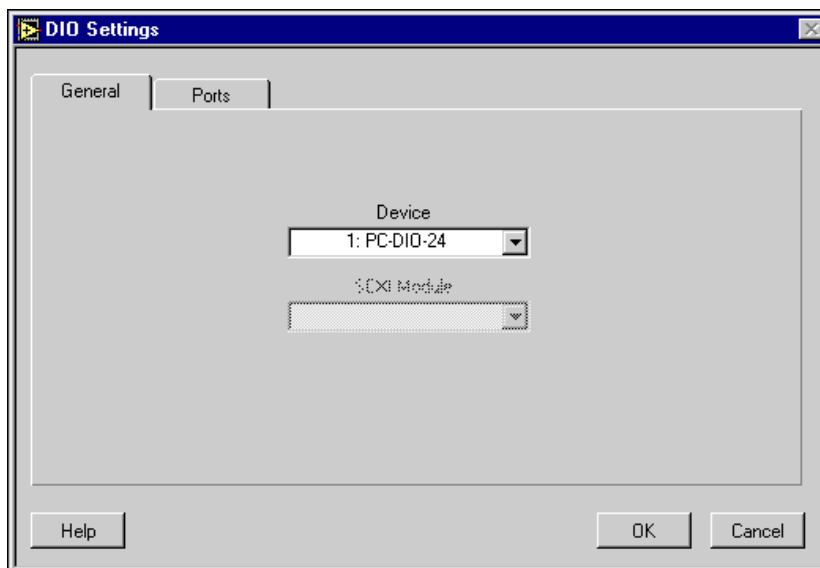 DIO Settings
General Ports
Device
1: PC-DIO-24
SCXI Module
Help OK Cancel